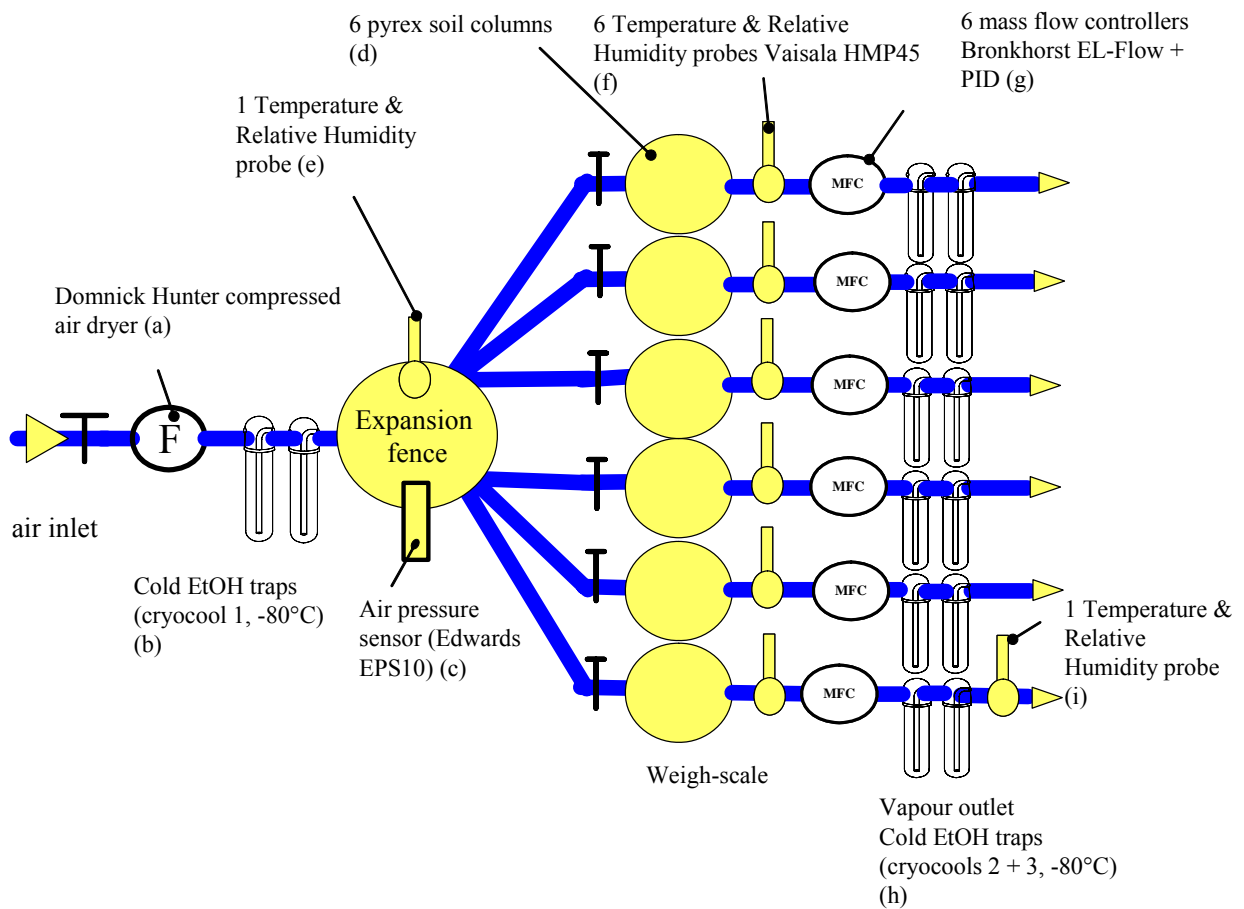 6 pyrex soil columns
(d)
6 Temperature & Relative
Humidity probes Vaisala HMP45
(f)
6 mass flow controllers
Bronkhorst EL-Flow +
PID (g)
1 Temperature &
Relative Humidity
probe (e)
Domnick Hunter compressed
air dryer (a)
MFC
MFC
MFC
MFC
MFC
MFC
F
Expansion
fence
air inlet
Cold EtOH traps
(cryocool 1, -80°C)
(b)
Air pressure
sensor (Edwards
EPS10) (c)
1 Temperature &
Relative
Humidity probe
(i)
Weigh-scale
Vapour outlet
Cold EtOH traps
(cryocools 2 + 3, -80°C)
(h)